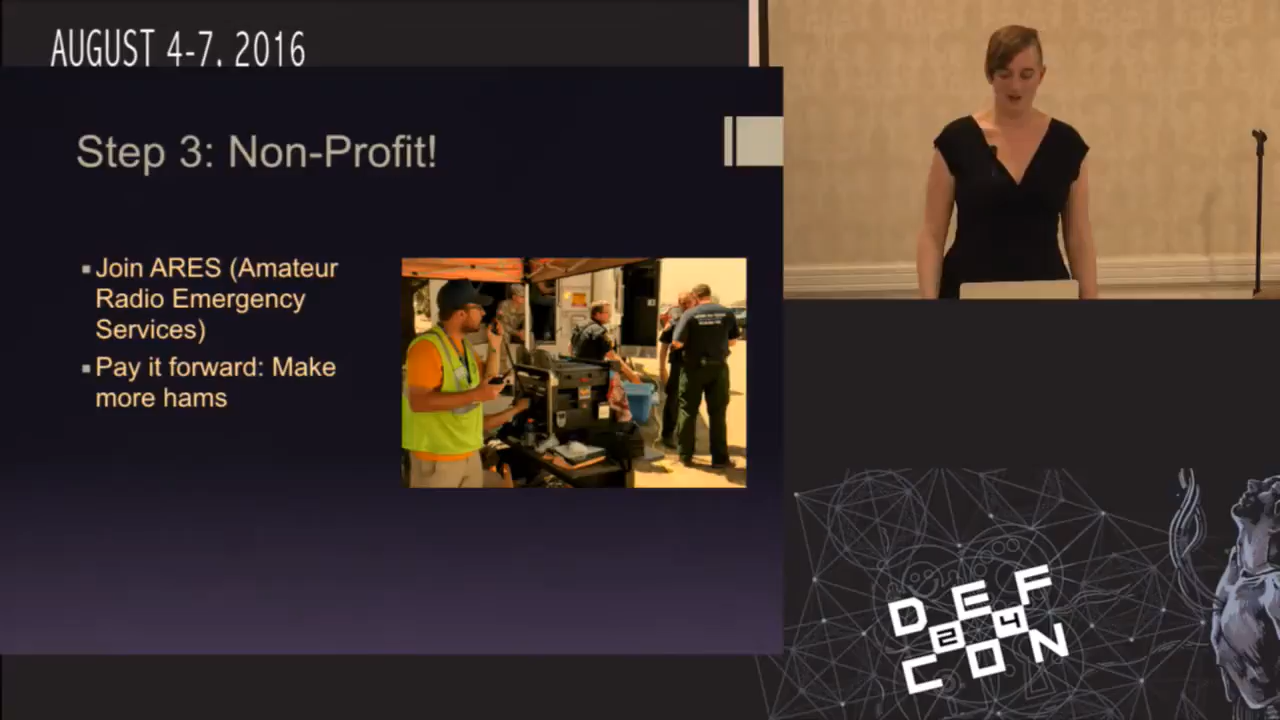 AUGUST 4-7, 2016
Step 3: Non-Profit!
Join ARES (Amateur
Radio Emergency
Services)
Pay it forward: Make
more hams
DEF
24
CON